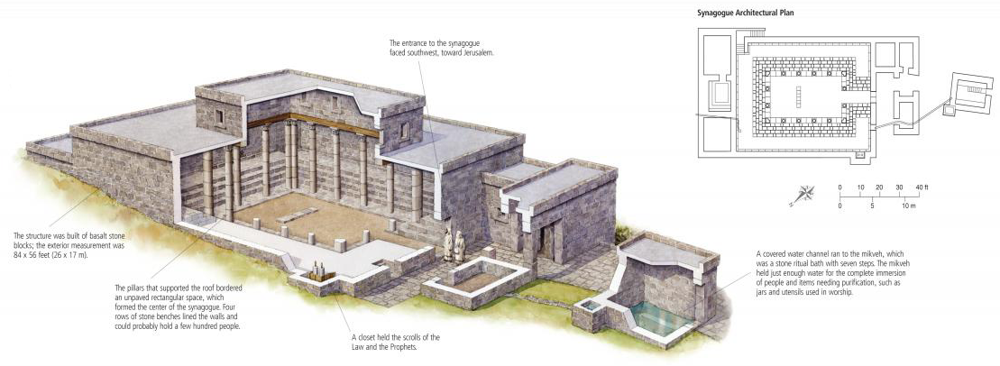 Synagogue Architectural Plan
The entrance to the synagogue
faced southwest, toward Jerusalem.
0 10 20 30 40 ft
0 5 10 m
The structure was built of basalt stone
blocks; the exterior measurement was
84 x 56 feet (26 x 17 m).
A covered water channel ran to the mikveh, which
was a stone ritual bath with seven steps. The mikveh
held just enough water for the complete immersion
of people and items needing purification, such as
jars and utensils used in worship.
The pillars that supported the roof bordered
an unpaved rectangular space, which
formed the center of the synagogue. Four
rows of stone benches lined the walls and
could probably hold a few hundred people.
A closet held the scrolls of the
Law and the Prophets.